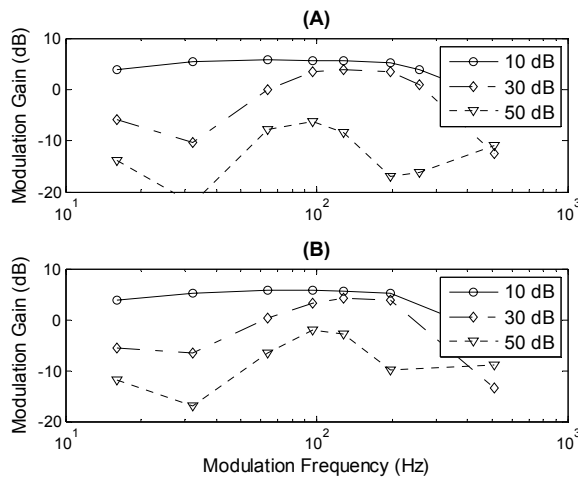 (A)
Modulation Gain (dB)
10
0
-10
-20
10^1
10^2
10^3
10 dB
30 dB
50 dB
(B)
Modulation Gain (dB)
10
0
-10
-20
10^1
10^2
10^3
10 dB
30 dB
50 dB
Modulation Frequency (Hz)